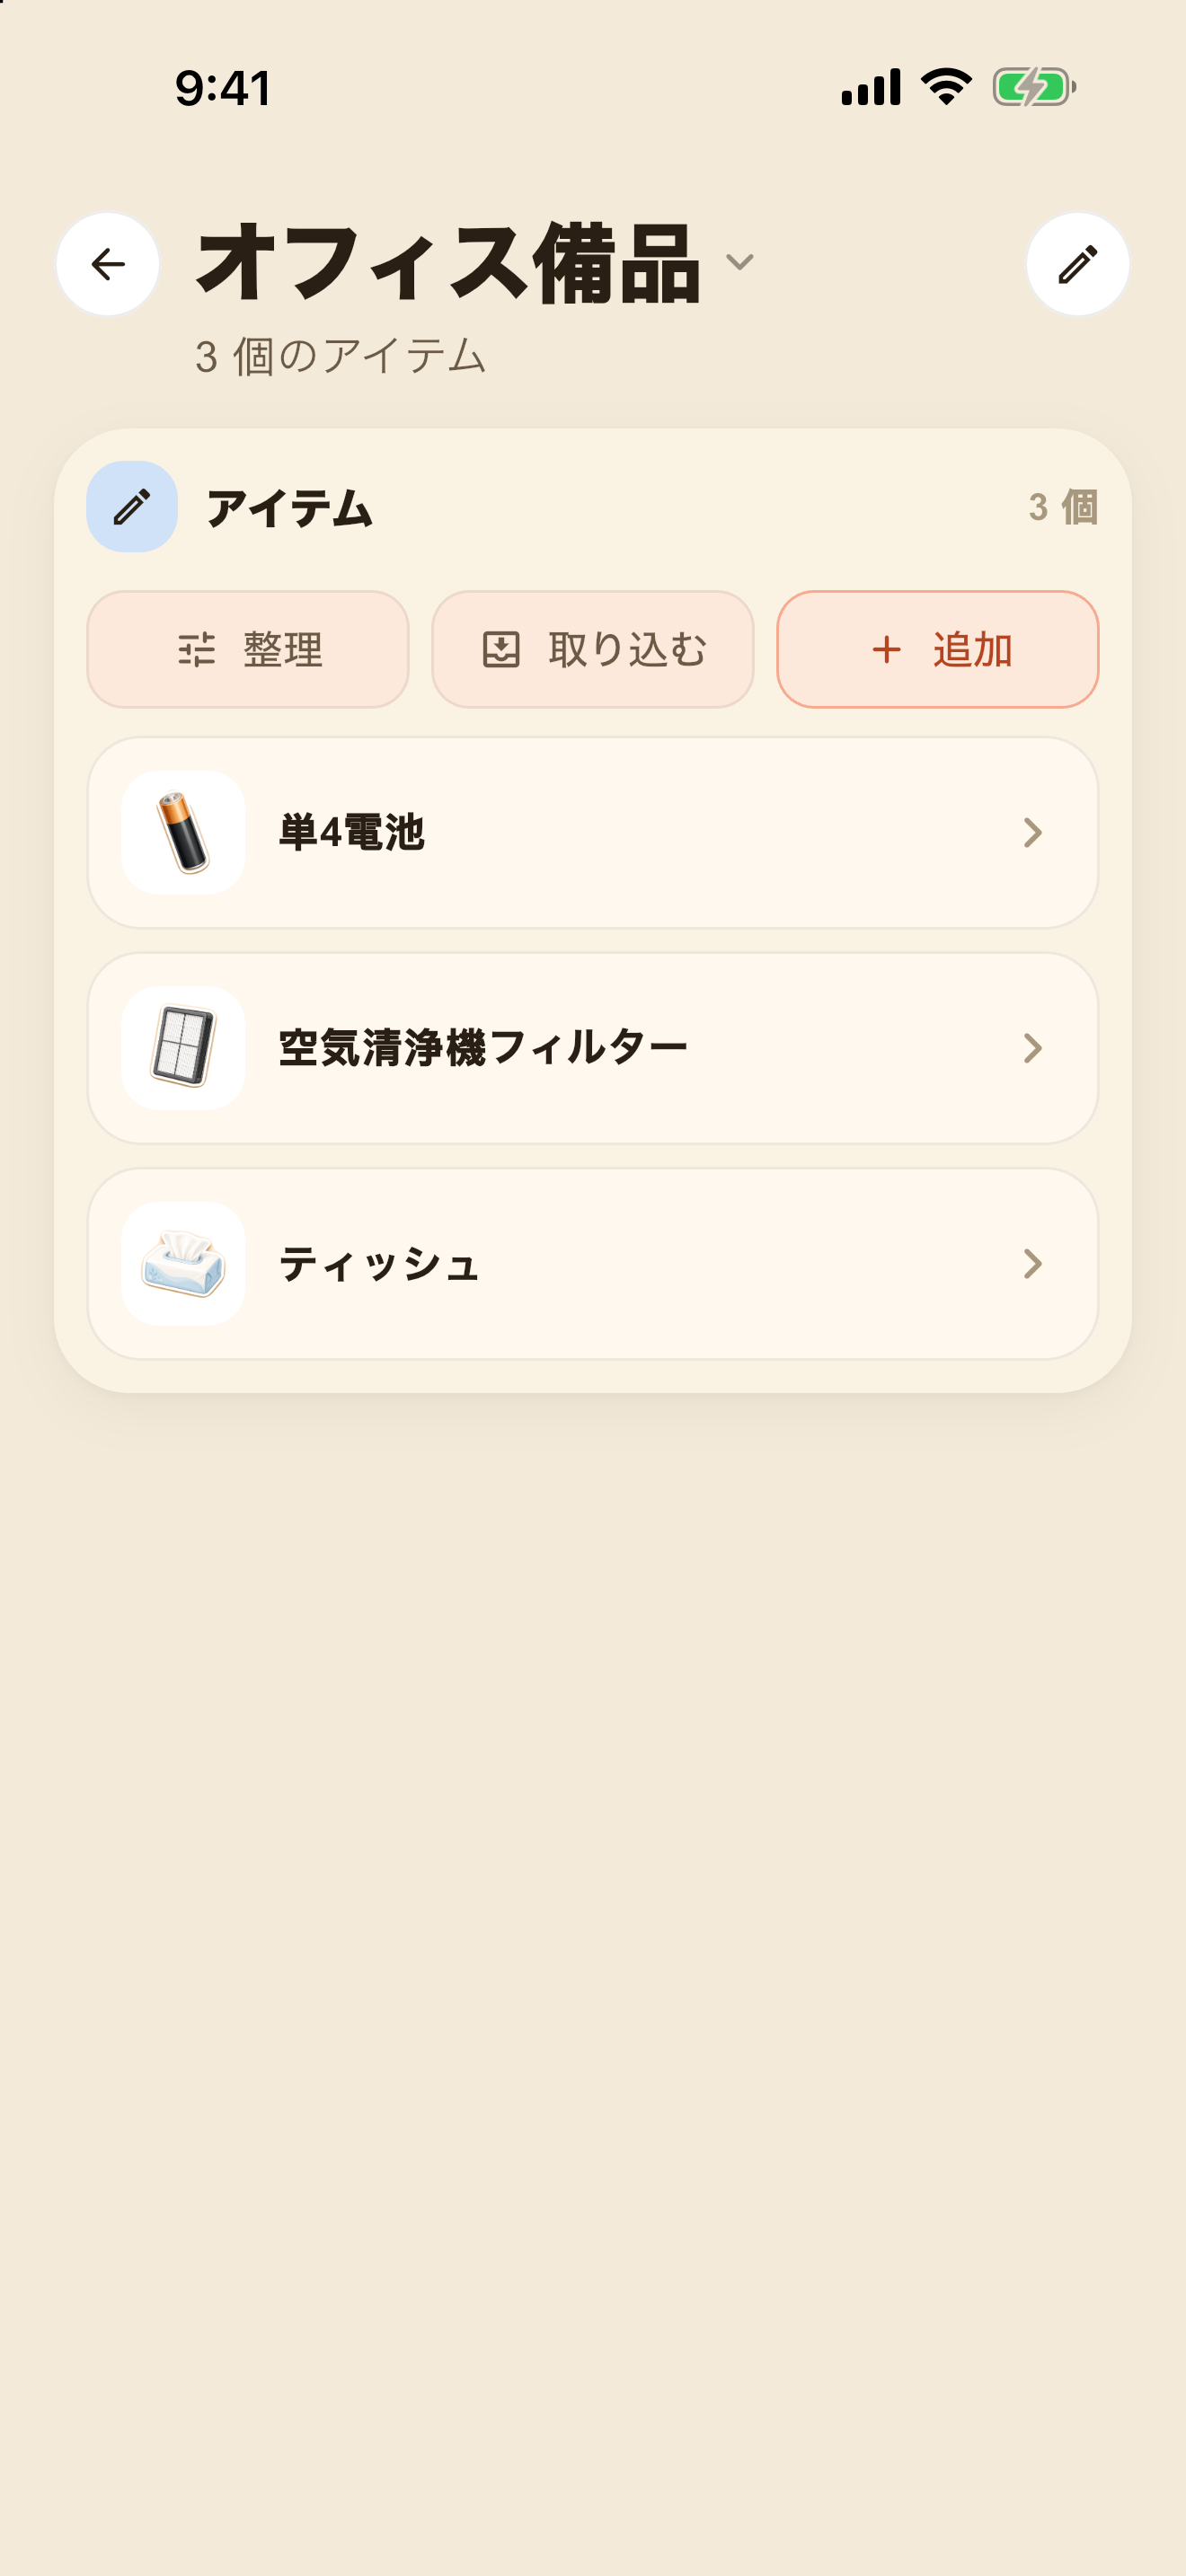 9:41
オフィス備品
3 個のアイテム
アイテム
3 個
整理
取り込む
追加
単4電池
空気清浄機フィルター
ティッシュ